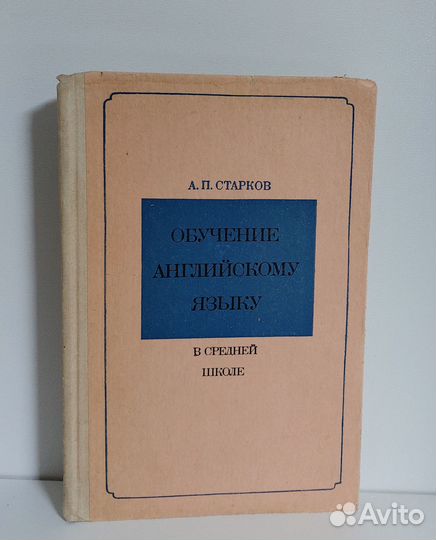 А. П. СТАРКОВ
ОБУЧЕНИЕ
АНГЛИЙСКОМУ
ЯЗЫКУ
В СРЕДНЕЙ
ШКОЛЕ
Avito